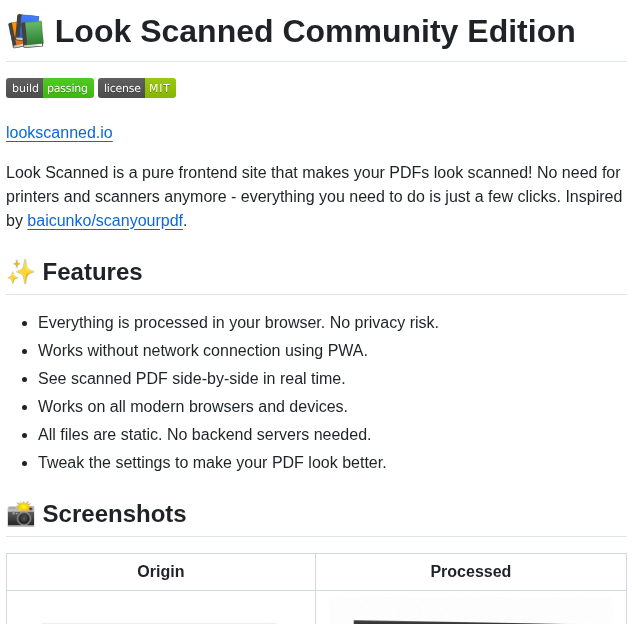 Look Scanned Community Edition
build passing license MIT
lookscanned.io
Look Scanned is a pure frontend site that makes your PDFs look scanned! No need for
printers and scanners anymore - everything you need to do is just a few clicks. Inspired
by baicunko/scanyourpdf.
Features
Everything is processed in your browser. No privacy risk.
Works without network connection using PWA.
See scanned PDF side-by-side in real time.
Works on all modern browsers and devices.
All files are static. No backend servers needed.
Tweak the settings to make your PDF look better.
Screenshots
Origin Processed